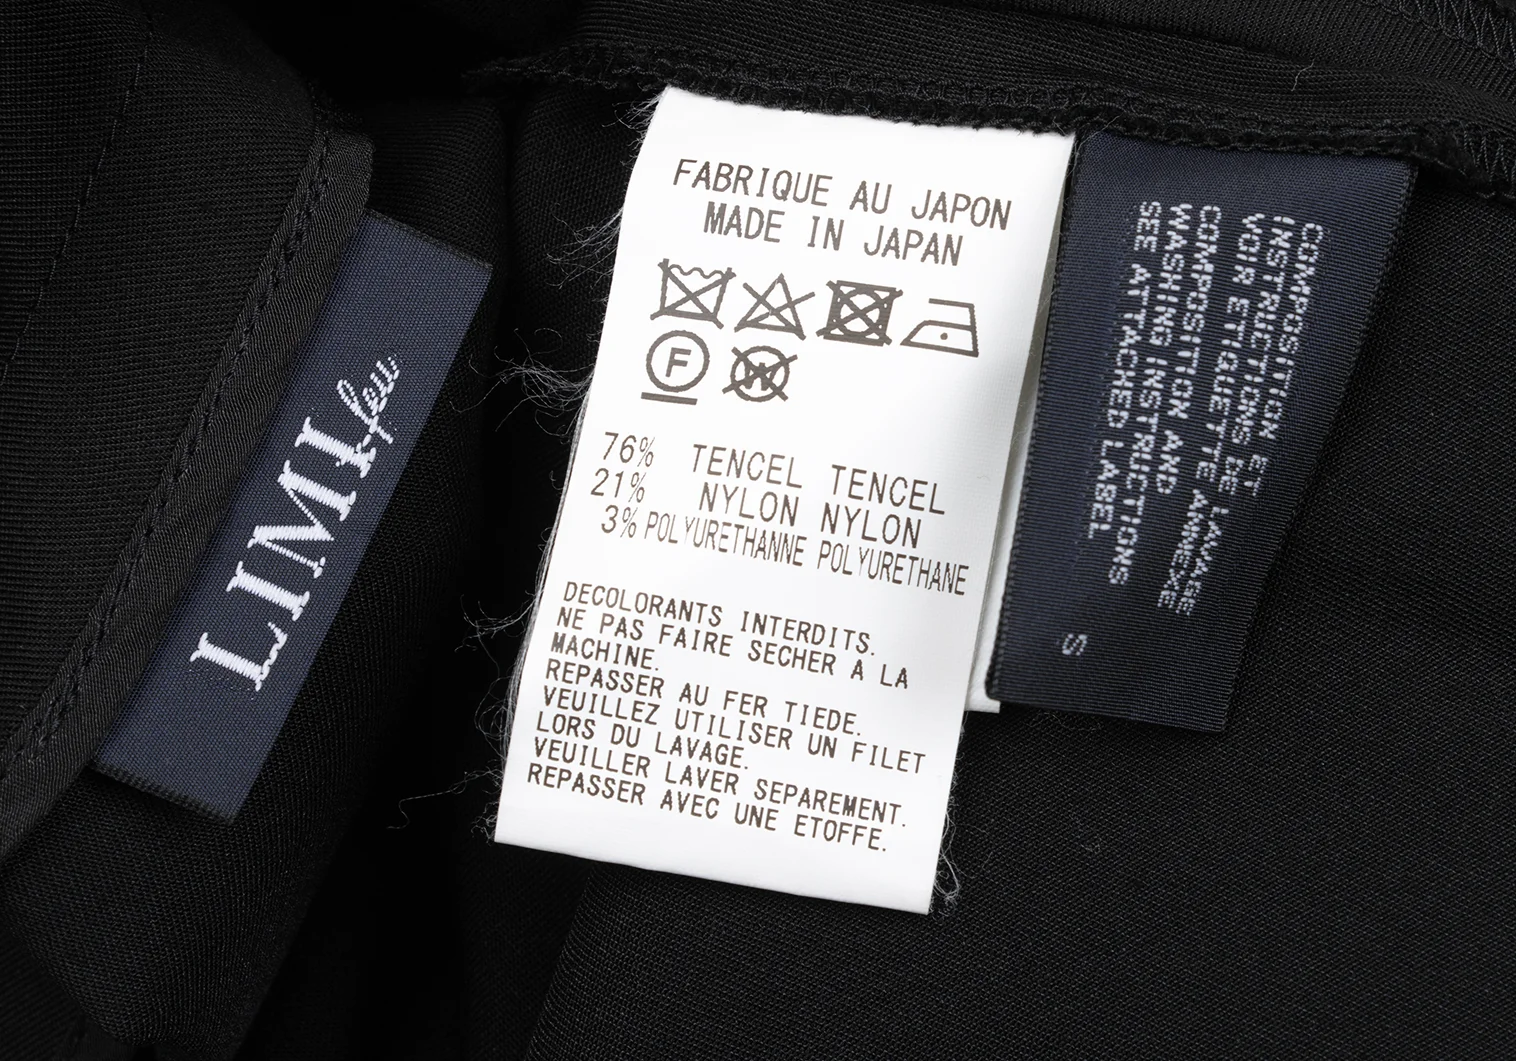 LIMI feu
FABRIQUE AU JAPON
MADE IN JAPAN
F
W
76% TENCEL TENCEL
21% NYLON NYLON
3% POLYURETHANNE POLYURETHANE
DECOLORANTS INTERDITS.
NE PAS FAIRE SECHER A LA
MACHINE.
REPASSER AU FER TIEDE.
VEUILLEZ UTILISER UN FILET
LORS DU LAVAGE.
VEUILLER LAVER SEPAREMENT.
REPASSER AVEC UNE ETOFFE.
COMPOSITION ET
INSTRUCTIONS DE LAVAGE
VOIR ETIQUETTE ANNEXE
COMPOSITION AND
WASHING INSTRUCTIONS
SEE ATTACHED LABEL
S